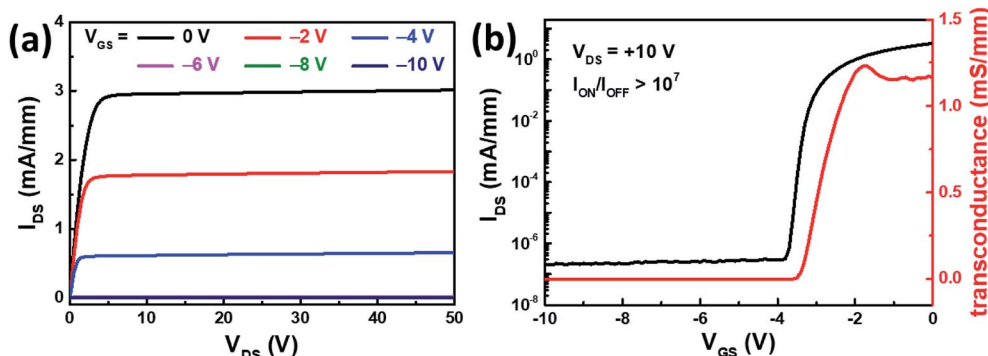 (a)
V_GS = 0 V −2 V −4 V
−6 V −8 V −10 V
4
3
2
1
0
I_DS (mA/mm)
0 10 20 30 40 50
V_DS (V)
(b)
V_DS = +10 V
I_ON/I_OFF > 10^7
10^0
10^-2
10^-4
10^-6
10^-8
I_DS (mA/mm)
-10 -8 -6 -4 -2 0
V_GS (V)
1.5
1.0
0.5
0.0
transconductance (mS/mm)